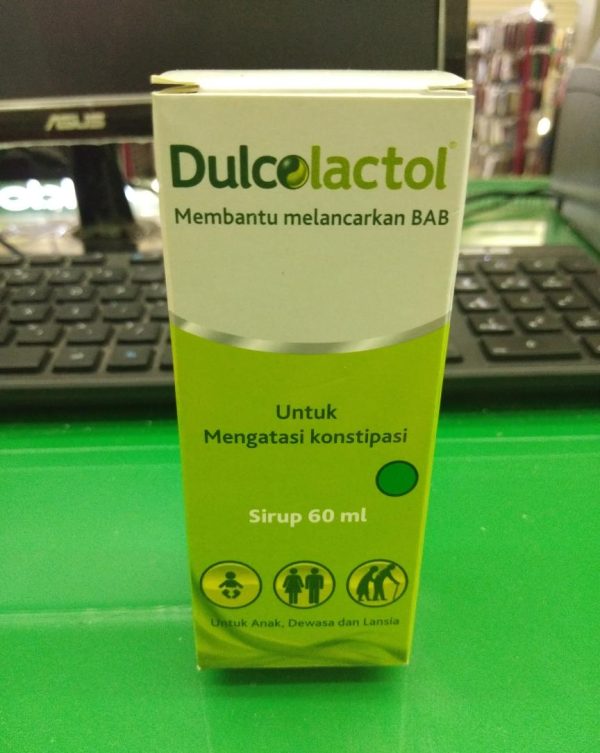 ASUS
Dulcolactol®
Membantu melancarkan BAB
Untuk
Mengatasi konstipasi
Sirup 60 ml
Untuk Anak, Dewasa dan Lansia